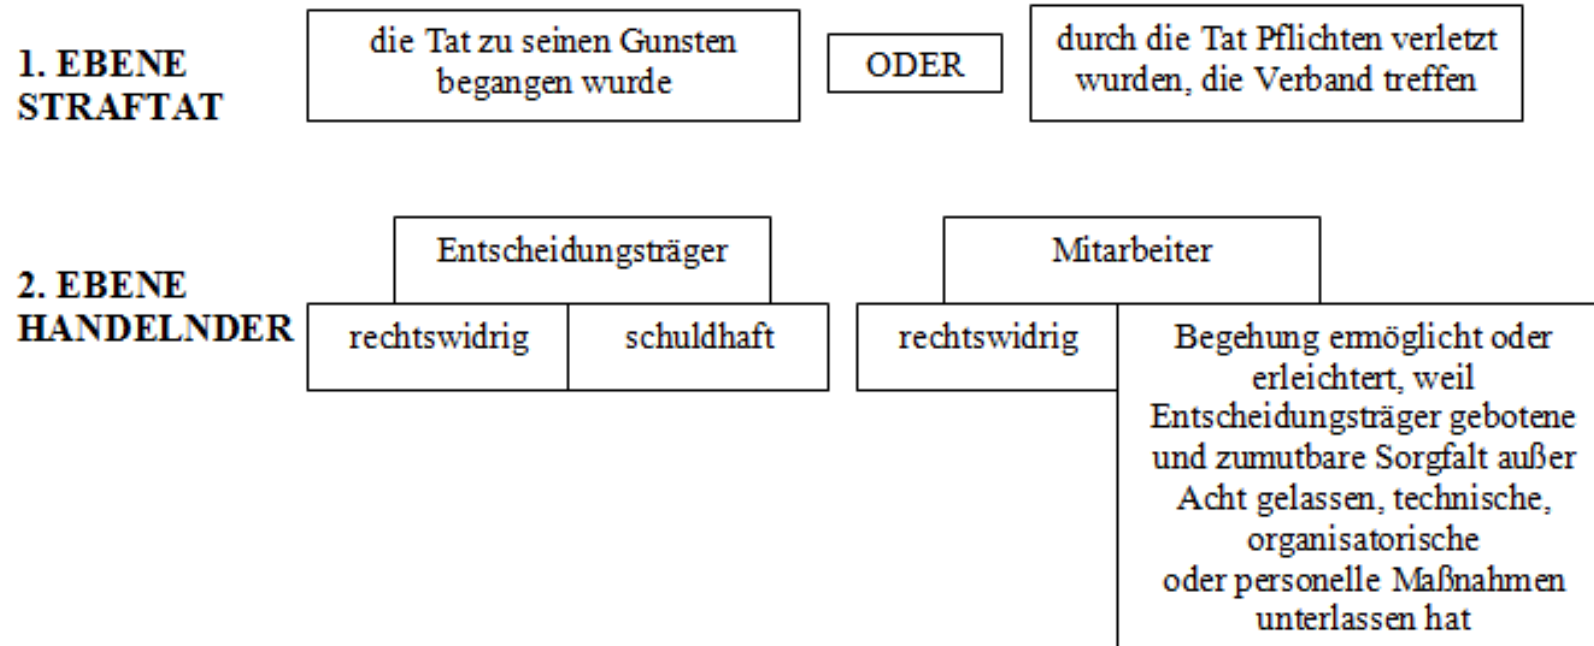 1. EBENE
STRAFTAT
die Tat zu seinen Gunsten
begangen wurde
ODER
durch die Tat Pflichten verletzt
wurden, die Verband treffen
2. EBENE
HANDELNDER
Entscheidungsträger
rechtswidrig
schuldhaft
Mitarbeiter
rechtswidrig
Begehung ermöglicht oder
erleichtert, weil
Entscheidungsträger gebotene
und zumutbare Sorgfalt außer
Acht gelassen, technische,
organisatorische
oder personelle Maßnahmen
unterlassen hat